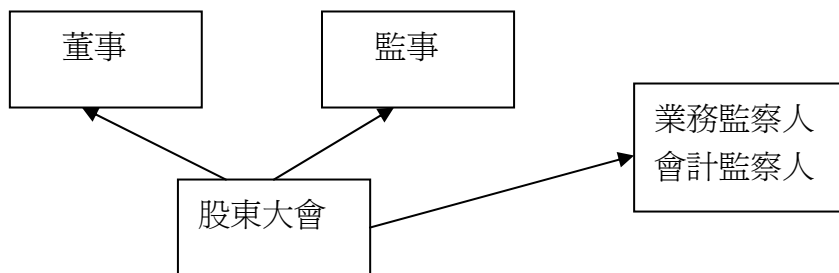 董事
監事
業務監察人
會計監察人
股東大會